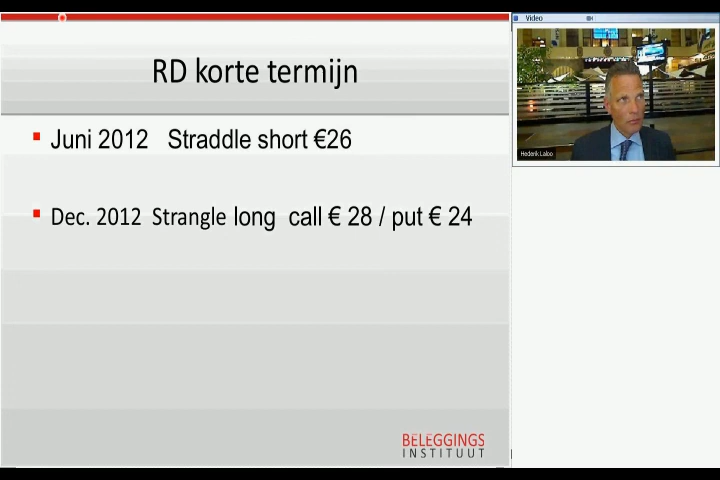 RD korte termijn
Juni 2012 Straddle short €26
Dec. 2012 Strangle long call € 28 / put € 24
BELEGGINGS
INSTITUUT
Video
Hederik Laloo